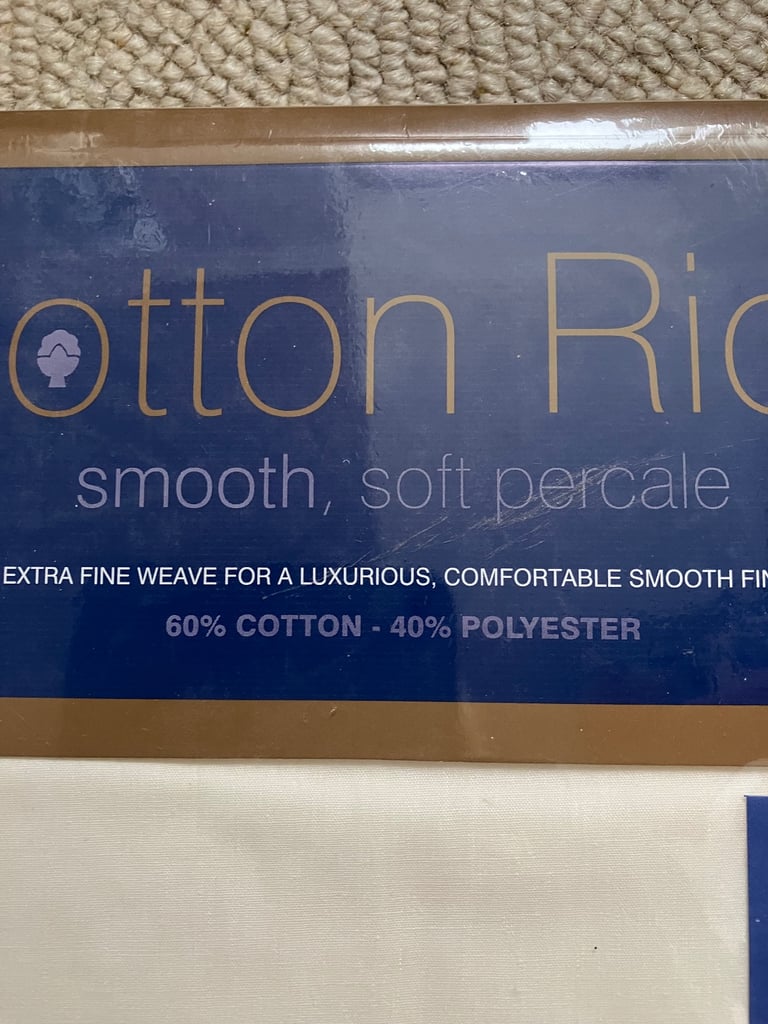 otton Ric
smooth, soft percale
EXTRA FINE WEAVE FOR A LUXURIOUS, COMFORTABLE SMOOTH FIN
60% COTTON - 40% POLYESTER